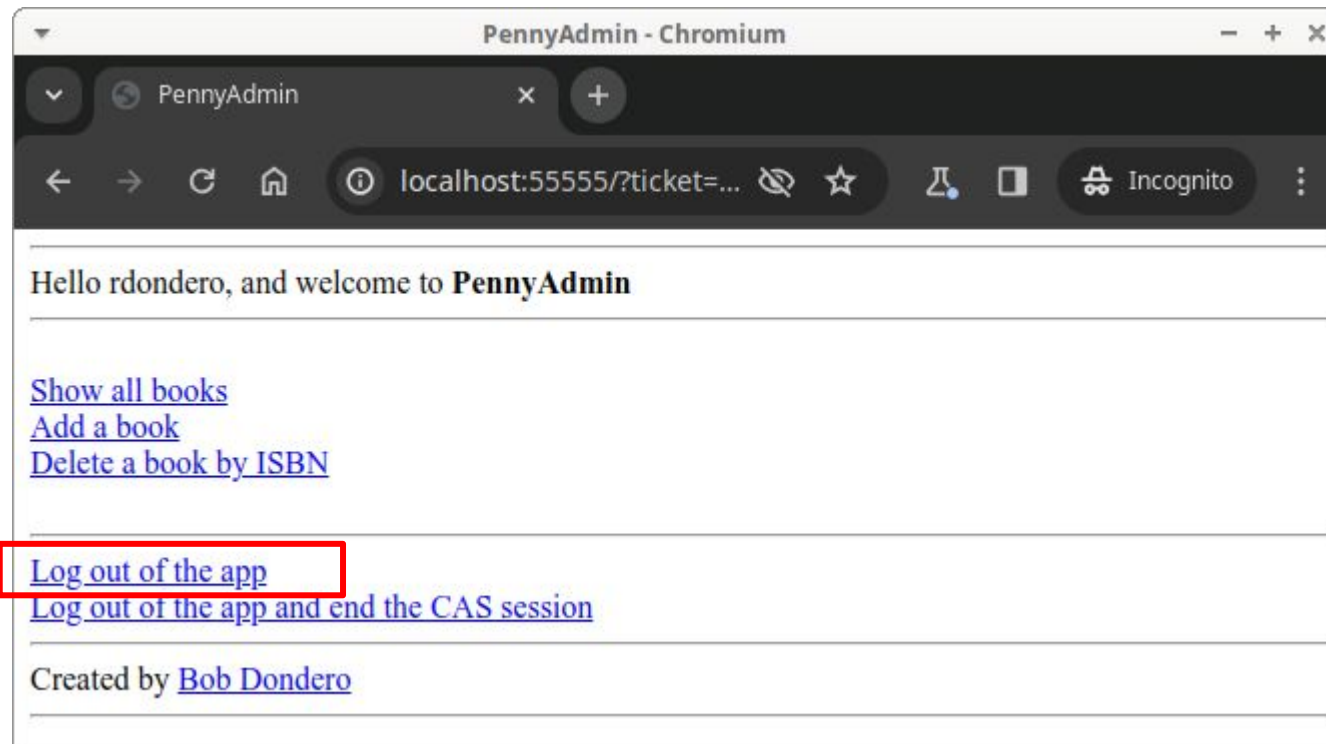 PennyAdmin - Chromium
PennyAdmin
localhost:55555/?ticket=... Incognito
Hello rdondero, and welcome to PennyAdmin
Show all books
Add a book
Delete a book by ISBN
Log out of the app
Log out of the app and end the CAS session
Created by Bob Dondero